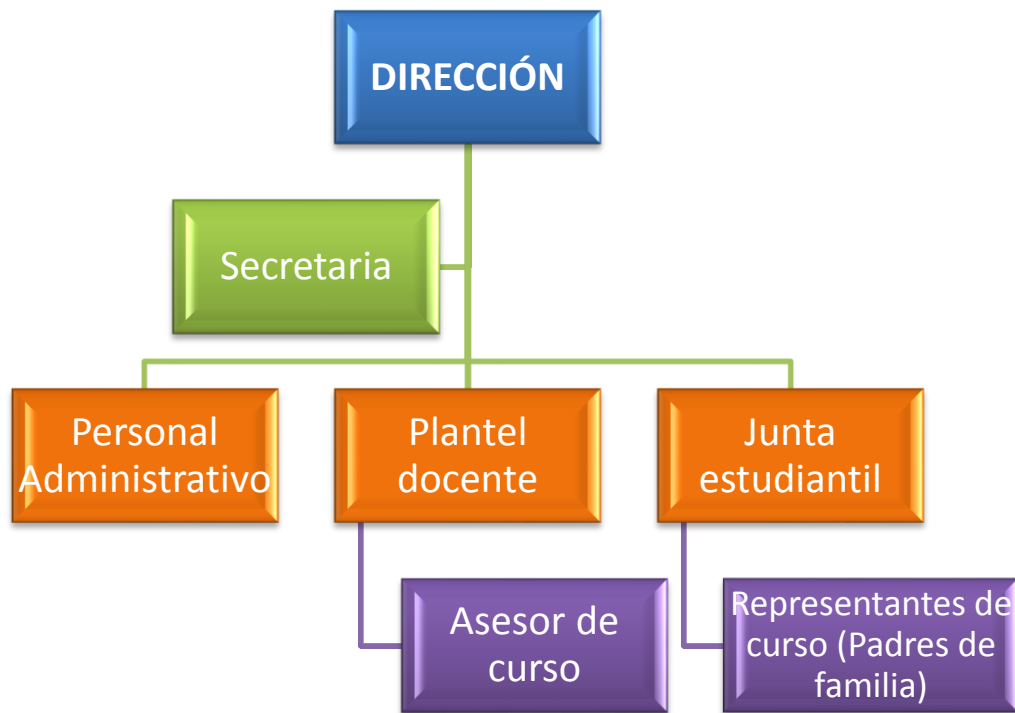 DIRECCIÓN
Secretaria
Personal
Administrativo
Plantel
docente
Junta
estudiantil
Asesor de
curso
Representantes de
curso (Padres de
familia)